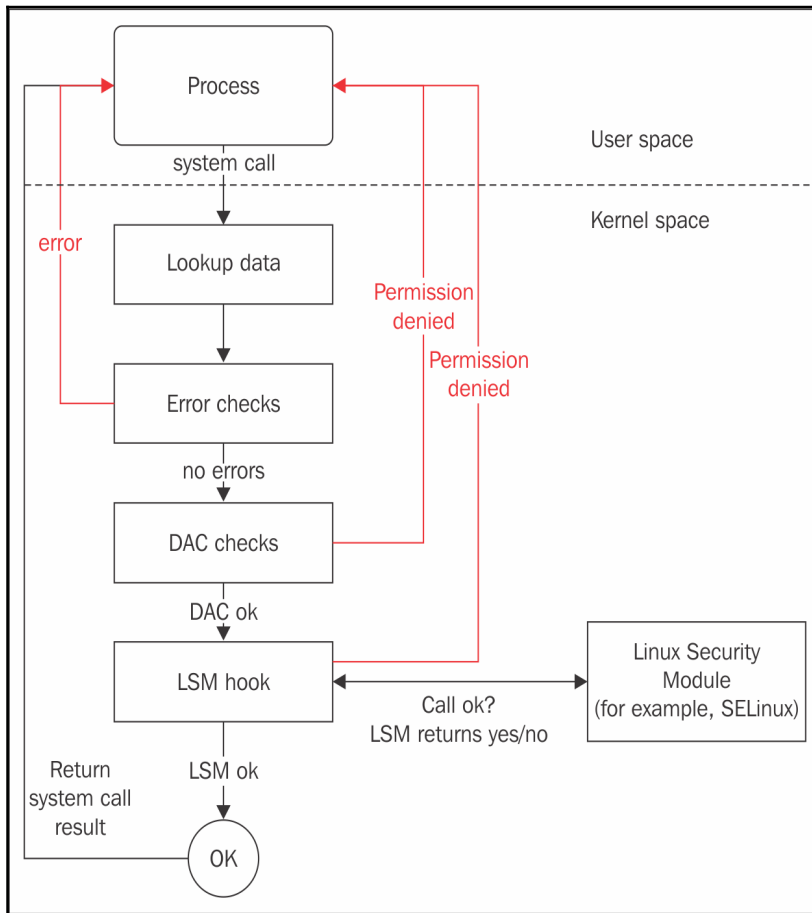 Process
User space
system call
Kernel space
error
Lookup data
Permission
denied
Permission
denied
Error checks
no errors
DAC checks
DAC ok
LSM hook
Linux Security
Module
(for example, SELinux)
Call ok?
LSM returns yes/no
LSM ok
Return
system call
result
OK